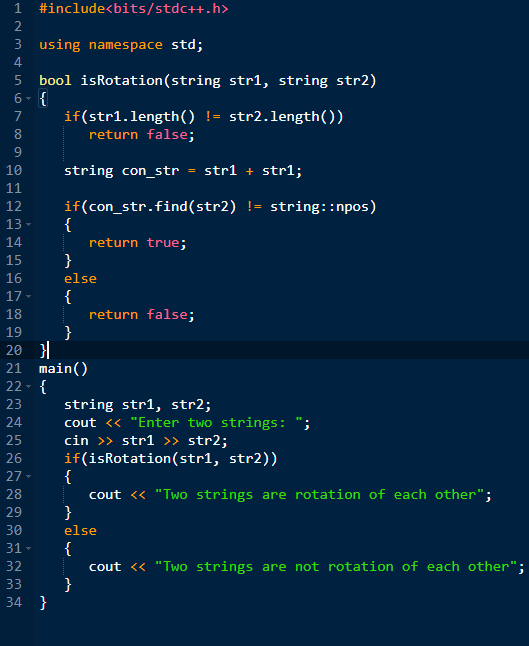 1 #include<bits/stdc++.h>
2
3 using namespace std;
4
5 bool isRotation(string str1, string str2)
6 {
7 if(str1.length() != str2.length())
8 return false;
9
10 string con_str = str1 + str1;
11
12 if(con_str.find(str2) != string::npos)
13 {
14 return true;
15 }
16 else
17 {
18 return false;
19 }
20 }
21 main()
22 {
23 string str1, str2;
24 cout << "Enter two strings: ";
25 cin >> str1 >> str2;
26 if(isRotation(str1, str2))
27 {
28 cout << "Two strings are rotation of each other";
29 }
30 else
31 {
32 cout << "Two strings are not rotation of each other";
33 }
34 }